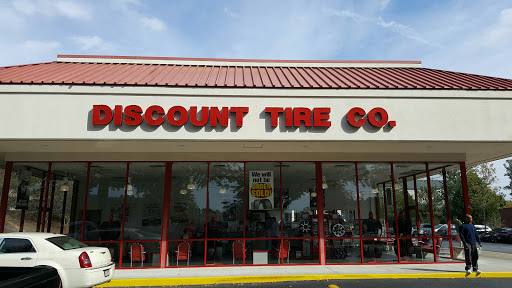 DISCOUNT TIRE CO.
We will
not be
UNDER
SOLD!